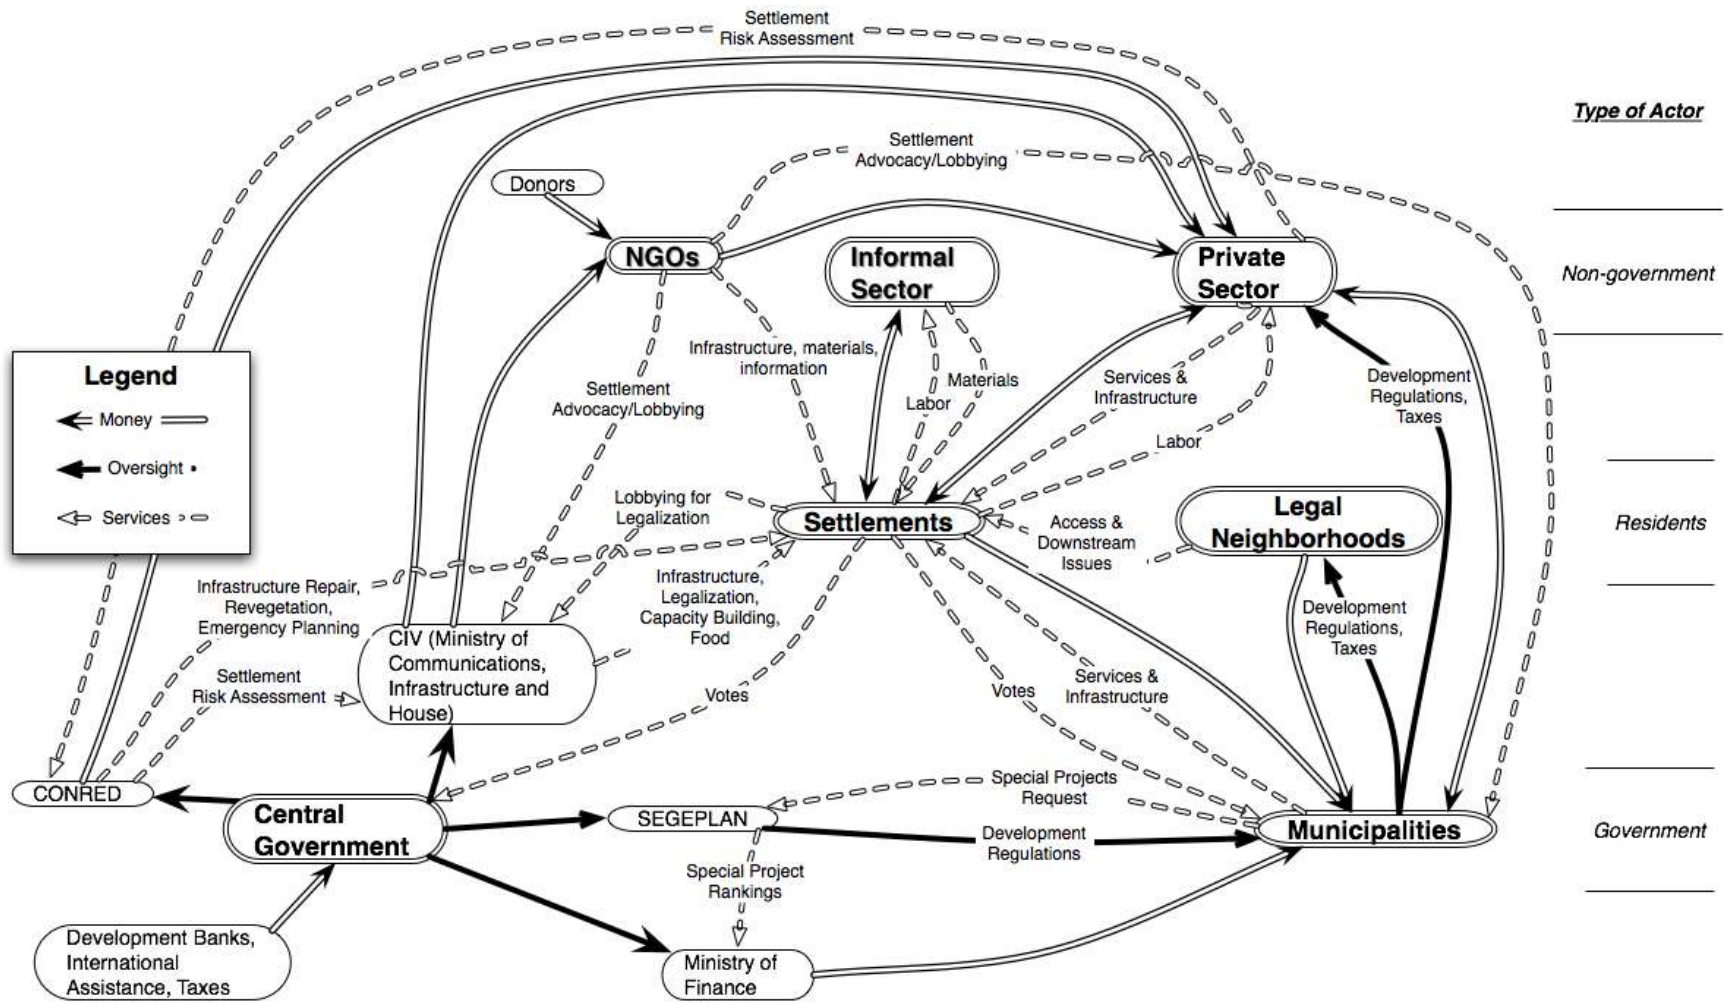 Settlement
Risk Assessment
Type of Actor
Settlement
Advocacy/Lobbying
Donors
NGOs
Informal
Sector
Private
Sector
Non-government
Infrastructure, materials,
information
Settlement
Advocacy/Lobbying
Materials
Labor
Services &
Infrastructure
Labor
Development
Regulations,
Taxes
Legend
Money
Oversight
Services
Lobbying for
Legalization
Settlements
Access &
Downstream
Issues
Legal
Neighborhoods
Residents
Infrastructure Repair,
Revegetation,
Emergency Planning
Infrastructure,
Legalization,
Capacity Building,
Food
Development
Regulations,
Taxes
CIV (Ministry of
Communications,
Infrastructure and
House)
Settlement
Risk Assessment
Votes
Votes
Services &
Infrastructure
CONRED
Central
Government
SEGEPLAN
Special Projects
Request
Development
Regulations
Municipalities
Government
Special Project
Rankings
Development Banks,
International
Assistance, Taxes
Ministry of
Finance